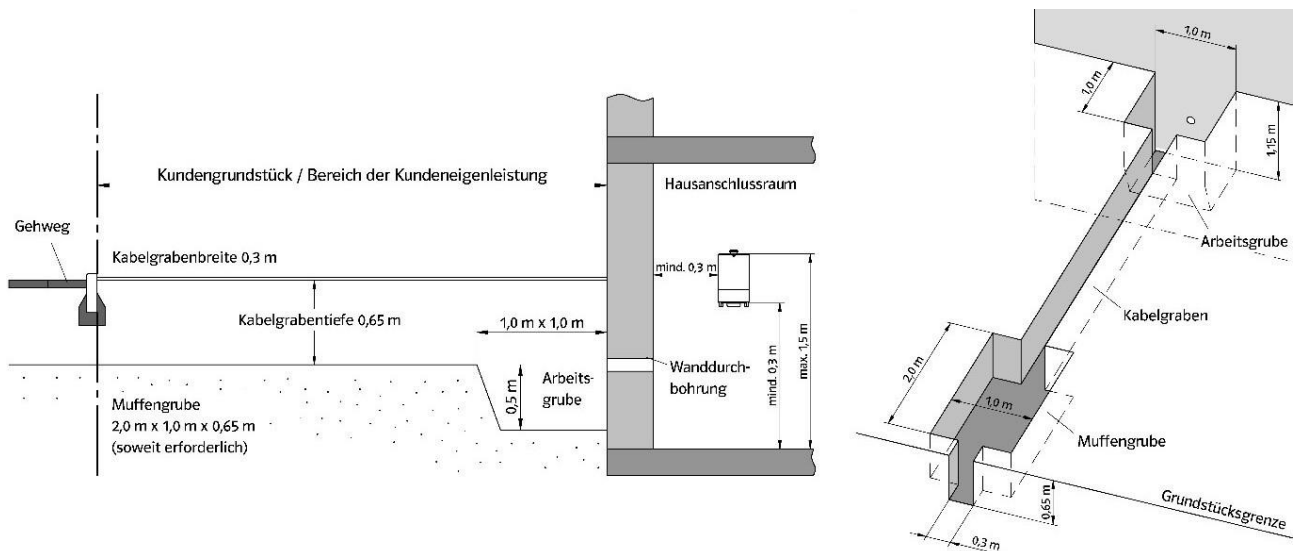 Kundengrundstück / Bereich der Kundeneigenleistung
Hausanschlussraum
Gehweg
Kabelgrabenbreite 0,3 m
mind. 0,3 m
Kabelgrabentiefe 0,65 m
1,0 m x 1,0 m
mind. 0,3 m
max. 1,5 m
Wanddurch-
bohrung
Arbeits-
grube
0,5 m
Muffengrube
2,0 m x 1,0 m x 0,65 m
(soweit erforderlich)
1,0 m
1,0 m
1,15 m
Arbeitsgrube
Kabelgraben
2,0 m
1,0 m
Muffengrube
Grundstücksgrenze
0,65 m
0,3 m